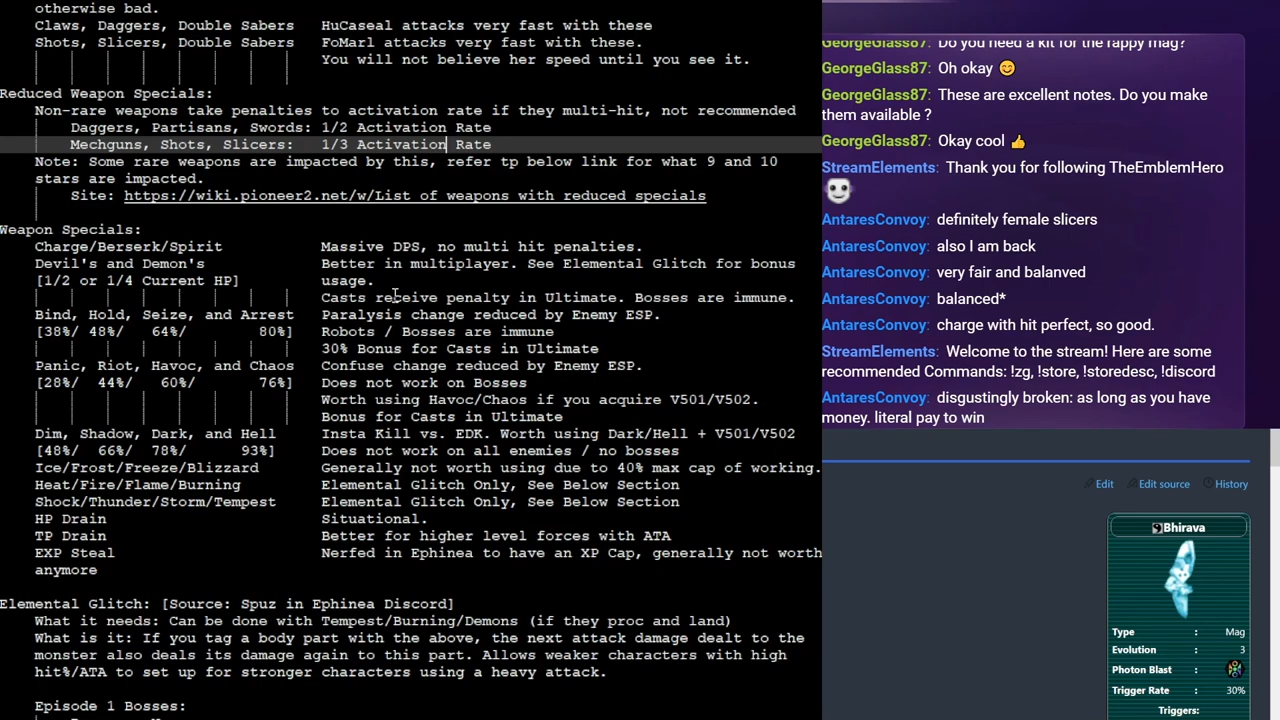 otherwise bad.
Claws, Daggers, Double Sabers HuCaseal attacks very fast with these
Shots, Slicers, Double Sabers FoMarl attacks very fast with these.
You will not believe her speed until you see it.
Reduced Weapon Specials:
Non-rare weapons take penalties to activation rate if they multi-hit, not recommended
Daggers, Partisans, Swords: 1/2 Activation Rate
Mechguns, Shots, Slicers: 1/3 Activation Rate
Note: Some rare weapons are impacted by this, refer tp below link for what 9 and 10
stars are impacted.
Site: https://wiki.pioneer2.net/w/List of weapons with reduced specials
Weapon Specials:
Charge/Berserk/Spirit Massive DPS, no multi hit penalties.
Devil's and Demon's Better in multiplayer. See Elemental Glitch for bonus
[1/2 or 1/4 Current HP] usage.
Casts receive penalty in Ultimate. Bosses are immune.
Bind, Hold, Seize, and Arrest Paralysis change reduced by Enemy ESP.
[38%/ 48%/ 64%/ 80%] Robots / Bosses are immune
30% Bonus for Casts in Ultimate
Panic, Riot, Havoc, and Chaos Confuse change reduced by Enemy ESP.
[28%/ 44%/ 60%/ 76%] Does not work on Bosses
Worth using Havoc/Chaos if you acquire V501/V502.
Bonus for Casts in Ultimate
Dim, Shadow, Dark, and Hell Insta Kill vs. EDK. Worth using Dark/Hell + V501/V502
[48%/ 66%/ 78%/ 93%] Does not work on all enemies / no bosses
Ice/Frost/Freeze/Blizzard Generally not worth using due to 40% max cap of working.
Heat/Fire/Flame/Burning Elemental Glitch Only, See Below Section
Shock/Thunder/Storm/Tempest Elemental Glitch Only, See Below Section
HP Drain Situational.
TP Drain Better for higher level forces with ATA
EXP Steal Nerfed in Ephinea to have an XP Cap, generally not worth
anymore
Elemental Glitch: [Source: Spuz in Ephinea Discord]
What it needs: Can be done with Tempest/Burning/Demons (if they proc and land)
What is it: If you tag a body part with the above, the next attack damage dealt to the
monster also deals its damage again to this part. Allows weaker characters with high
hit%/ATA to set up for stronger characters using a heavy attack.
Episode 1 Bosses:
GeorgeGlass87: Do you need a kit for the rappy mag?
GeorgeGlass87: Oh okay 😊
GeorgeGlass87: These are excellent notes. Do you make
them available ?
GeorgeGlass87: Okay cool 👍
StreamElements: Thank you for following TheEmblemHero
AntaresConvoy: definitely female slicers
AntaresConvoy: also I am back
AntaresConvoy: very fair and balanved
AntaresConvoy: balanced*
AntaresConvoy: charge with hit perfect, so good.
StreamElements: Welcome to the stream! Here are some
recommended Commands: !zg, !store, !storedesc, !discord
AntaresConvoy: disgustingly broken: as long as you have
money. literal pay to win
Edit Edit source History
Bhirava
Type : Mag
Evolution : 3
Photon Blast :
Trigger Rate : 30%
Triggers: